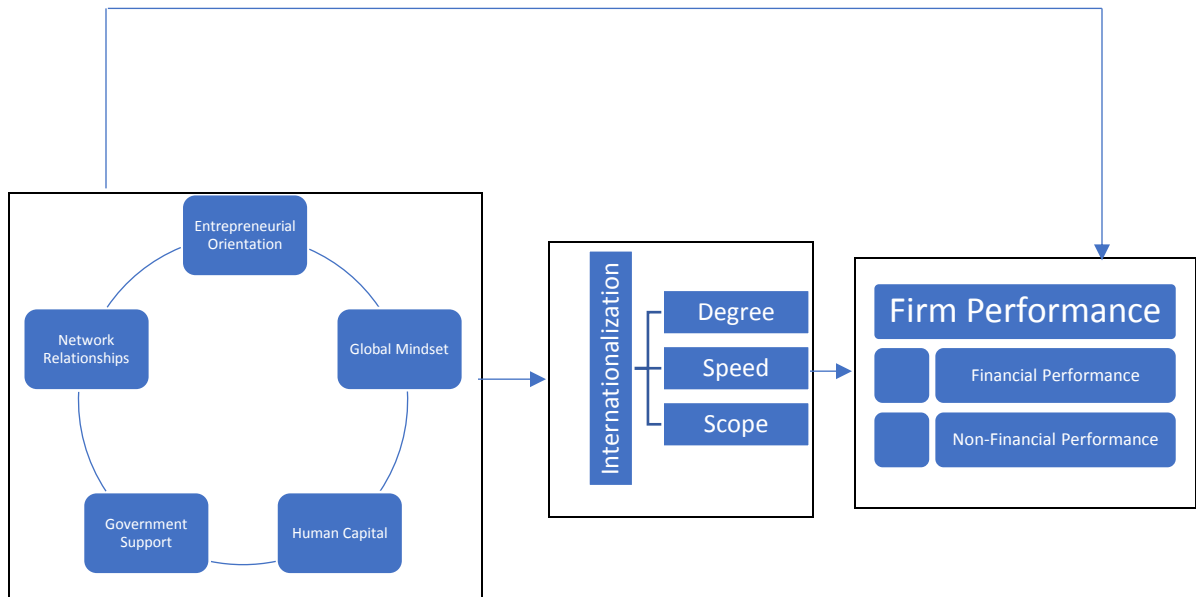 Entrepreneurial
Orientation
Network
Relationships
Global Mindset
Government
Support
Human Capital
Internationalization
Degree
Speed
Scope
Firm Performance
Financial Performance
Non-Financial Performance